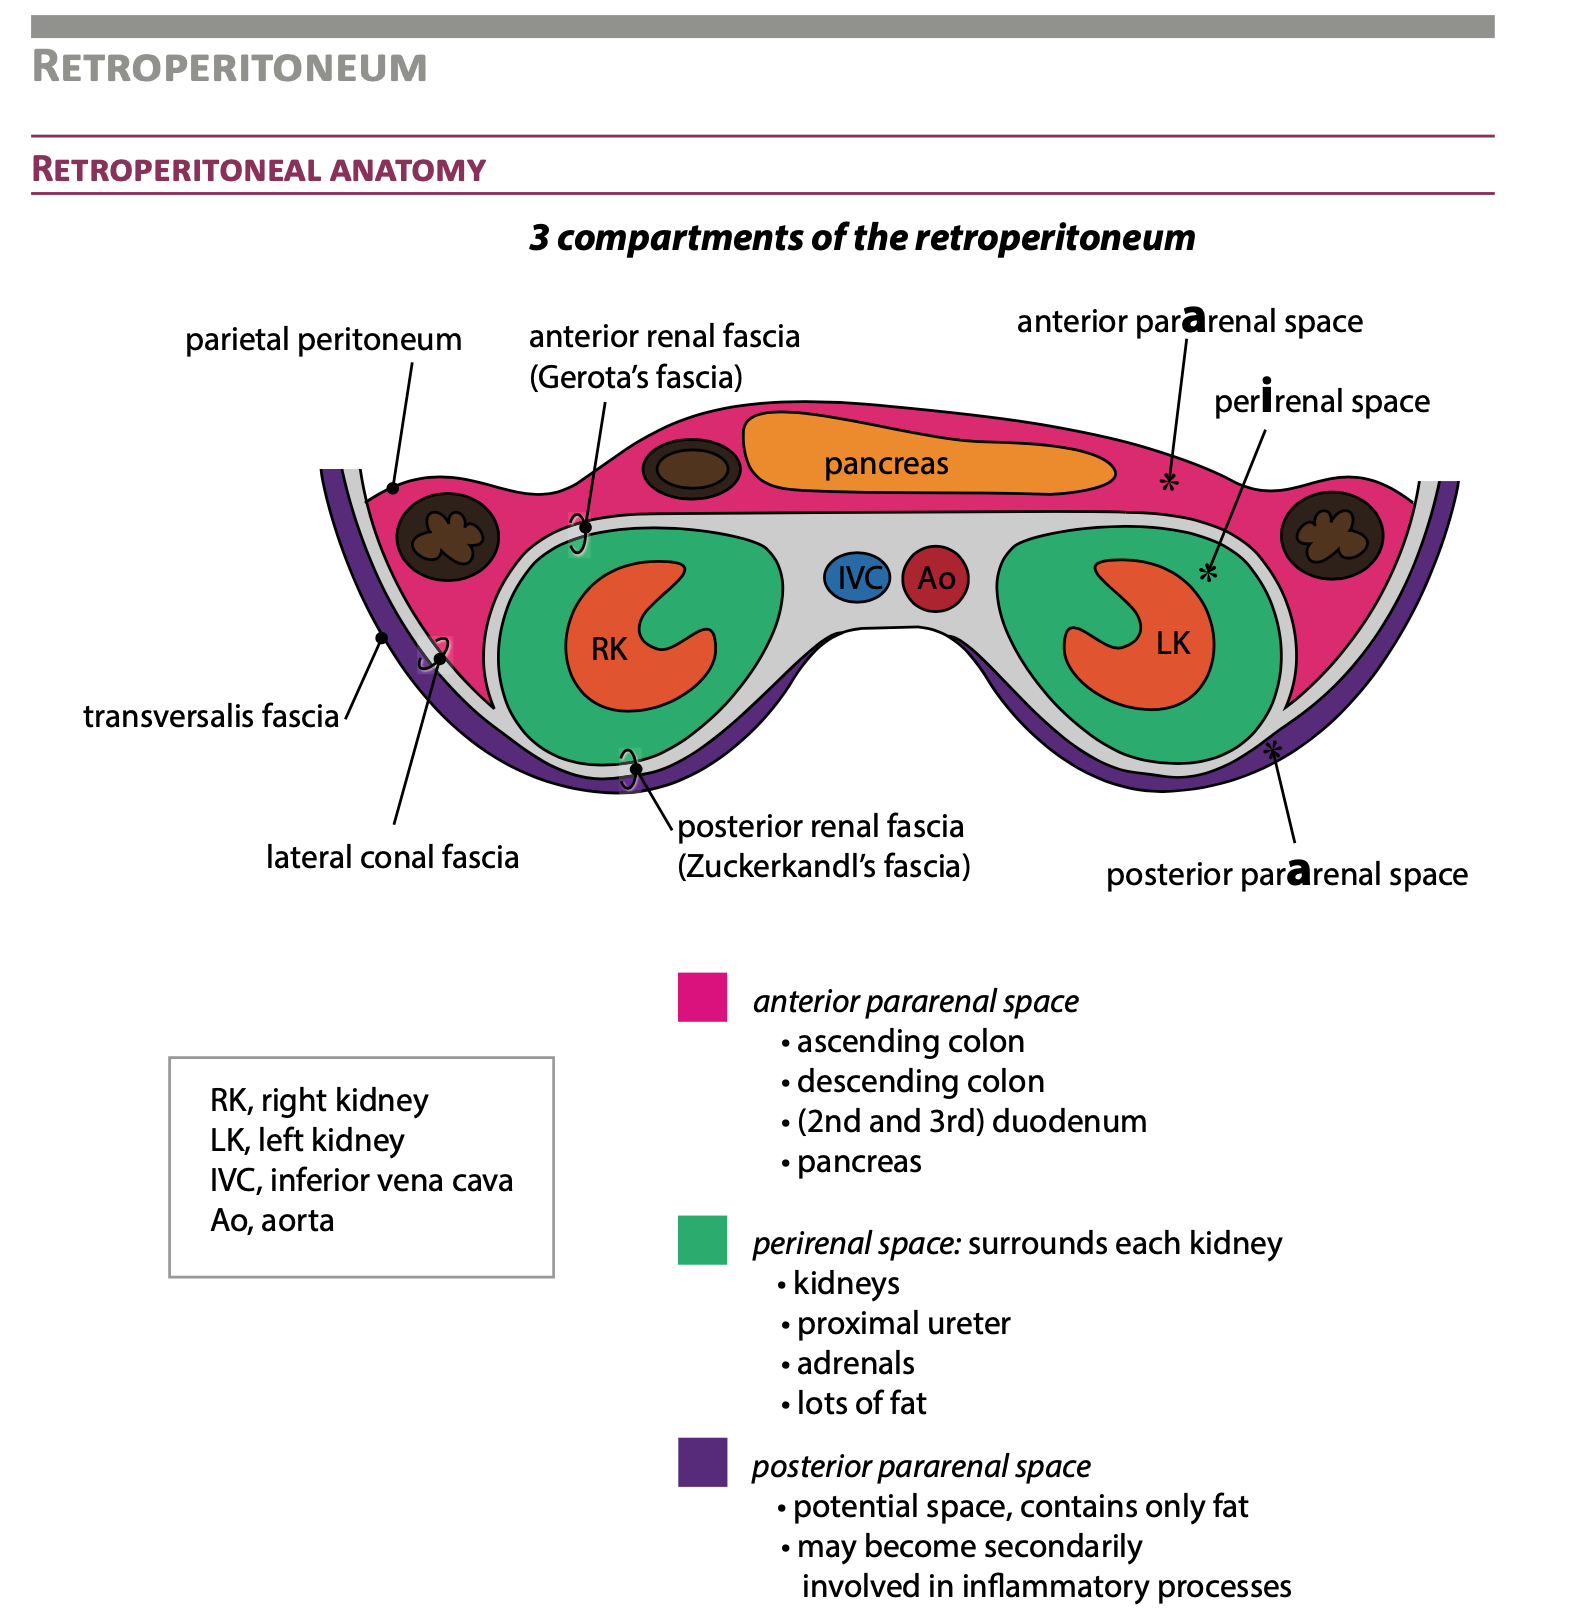 RETROPERITONEUM
RETROPERITONEAL ANATOMY
3 compartments of the retroperitoneum
parietal peritoneum
anterior renal fascia
(Gerota's fascia)
anterior pararenal space
perirenal space
pancreas
IVC
Ao
RK
LK
transversalis fascia
lateral conal fascia
posterior renal fascia
(Zuckerkandl's fascia)
posterior pararenal space
RK, right kidney
LK, left kidney
IVC, inferior vena cava
Ao, aorta
anterior pararenal space
• ascending colon
• descending colon
• (2nd and 3rd) duodenum
• pancreas
perirenal space: surrounds each kidney
• kidneys
• proximal ureter
• adrenals
• lots of fat
posterior pararenal space
• potential space, contains only fat
• may become secondarily
involved in inflammatory processes